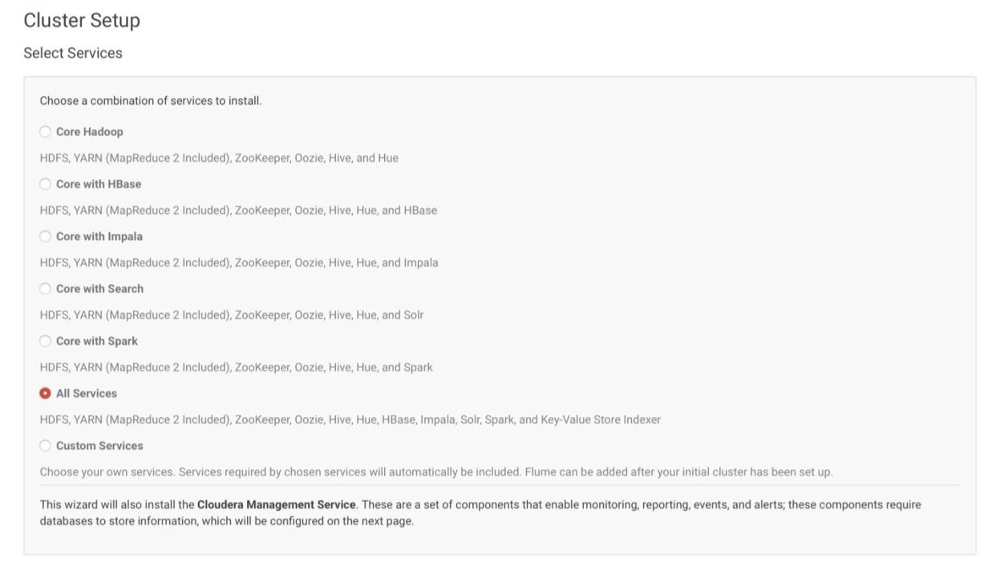 Cluster Setup
Select Services
Choose a combination of services to install.
Core Hadoop
HDFS, YARN (MapReduce 2 Included), ZooKeeper, Oozie, Hive, and Hue
Core with HBase
HDFS, YARN (MapReduce 2 Included), ZooKeeper, Oozie, Hive, Hue, and HBase
Core with Impala
HDFS, YARN (MapReduce 2 Included), ZooKeeper, Oozie, Hive, Hue, and Impala
Core with Search
HDFS, YARN (MapReduce 2 Included), ZooKeeper, Oozie, Hive, Hue, and Solr
Core with Spark
HDFS, YARN (MapReduce 2 Included), ZooKeeper, Oozie, Hive, Hue, and Spark
All Services
HDFS, YARN (MapReduce 2 Included), ZooKeeper, Oozie, Hive, Hue, HBase, Impala, Solr, Spark, and Key-Value Store Indexer
Custom Services
Choose your own services. Services required by chosen services will automatically be included. Flume can be added after your initial cluster has been set up.
This wizard will also install the Cloudera Management Service. These are a set of components that enable monitoring, reporting, events, and alerts; these components require
databases to store information, which will be configured on the next page.